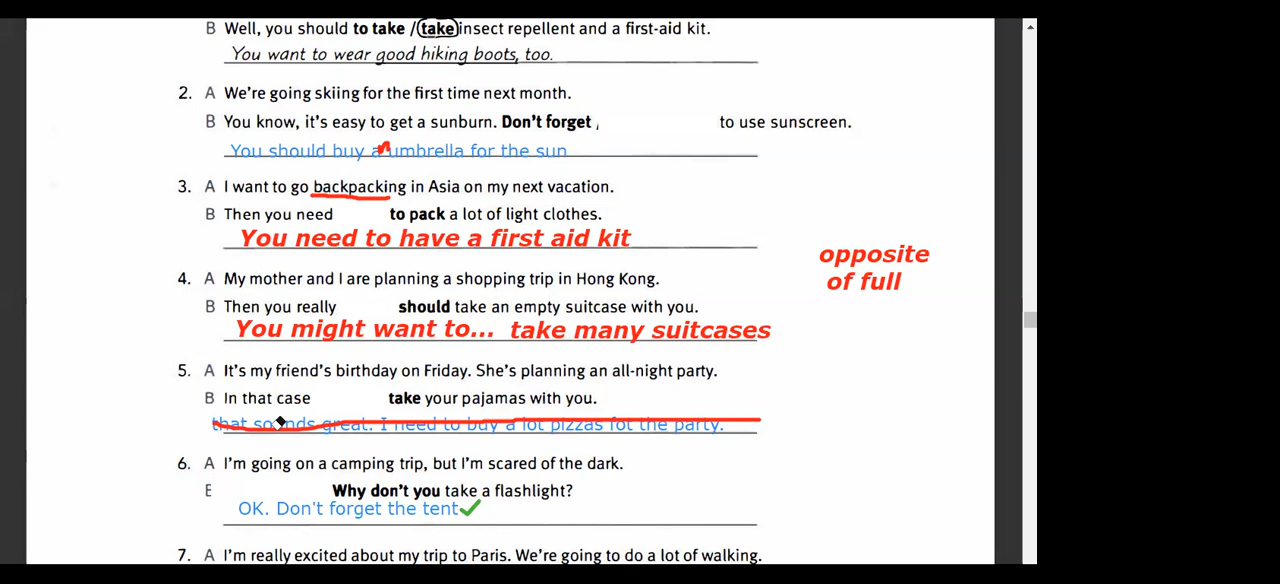 B Well, you should to take / take insect repellent and a first-aid kit.
You want to wear good hiking boots, too.
2. A We're going skiing for the first time next month.
B You know, it's easy to get a sunburn. Don't forget / to use sunscreen.
You should buy an umbrella for the sun
3. A I want to go backpacking in Asia on my next vacation.
B Then you need to pack a lot of light clothes.
You need to have a first aid kit
opposite
of full
4. A My mother and I are planning a shopping trip in Hong Kong.
B Then you really should take an empty suitcase with you.
You might want to... take many suitcases
5. A It's my friend's birthday on Friday. She's planning an all-night party.
B In that case take your pajamas with you.
that sounds great. I need to buy a lot pizzas fot the party.
6. A I'm going on a camping trip, but I'm scared of the dark.
E Why don't you take a flashlight?
OK. Don't forget the tent
7. A I'm really excited about my trip to Paris. We're going to do a lot of walking.